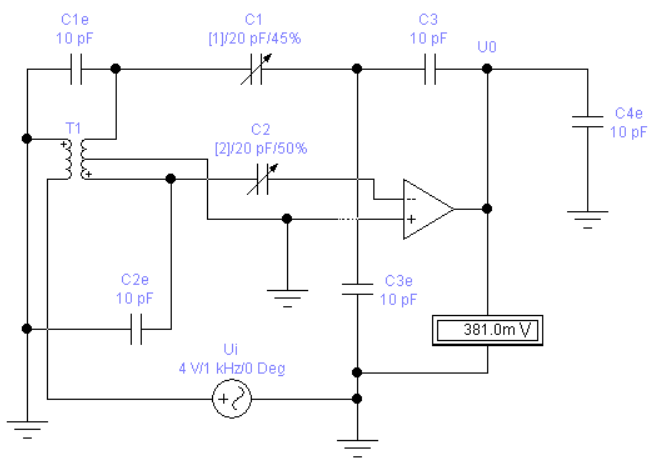 C1e
10 pF
C1
[1]/20 pF/45%
C3
10 pF
U0
C4e
10 pF
T1
C2
[2]/20 pF/50%
C2e
10 pF
C3e
10 pF
381.0m V
Ui
4 V/1 kHz/0 Deg